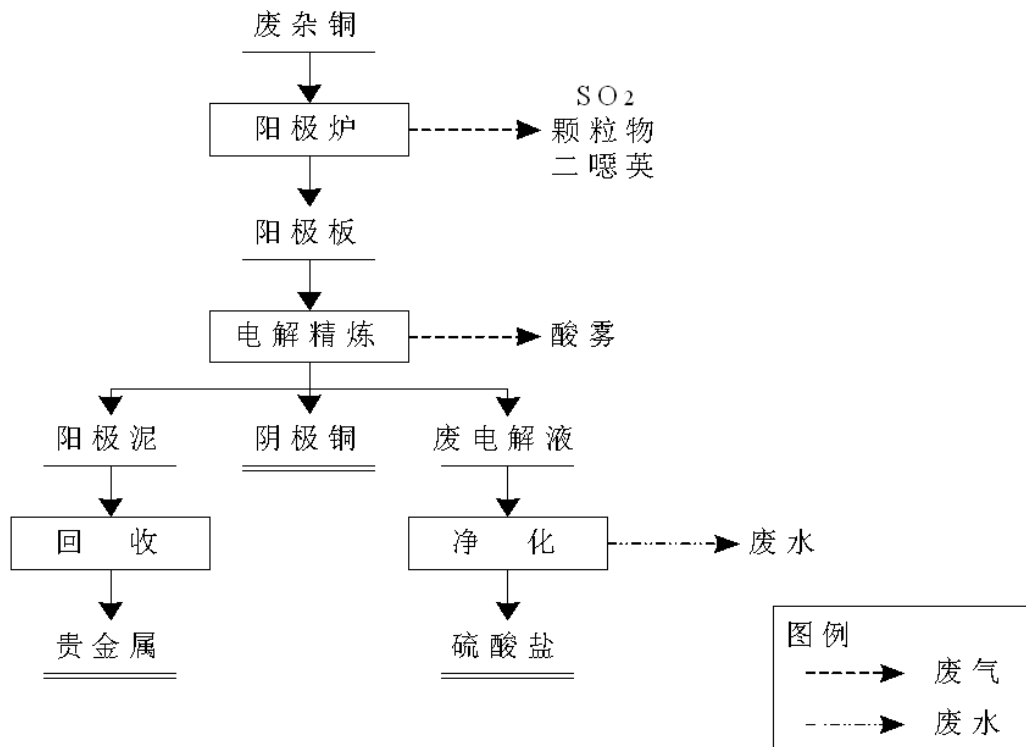 废杂铜
阳极炉
SO2
颗粒物
二噁英
阳极板
电解精炼
酸雾
阳极泥
阴极铜
废电解液
回 收
净 化
废水
贵金属
硫酸盐
图例
废气
废水